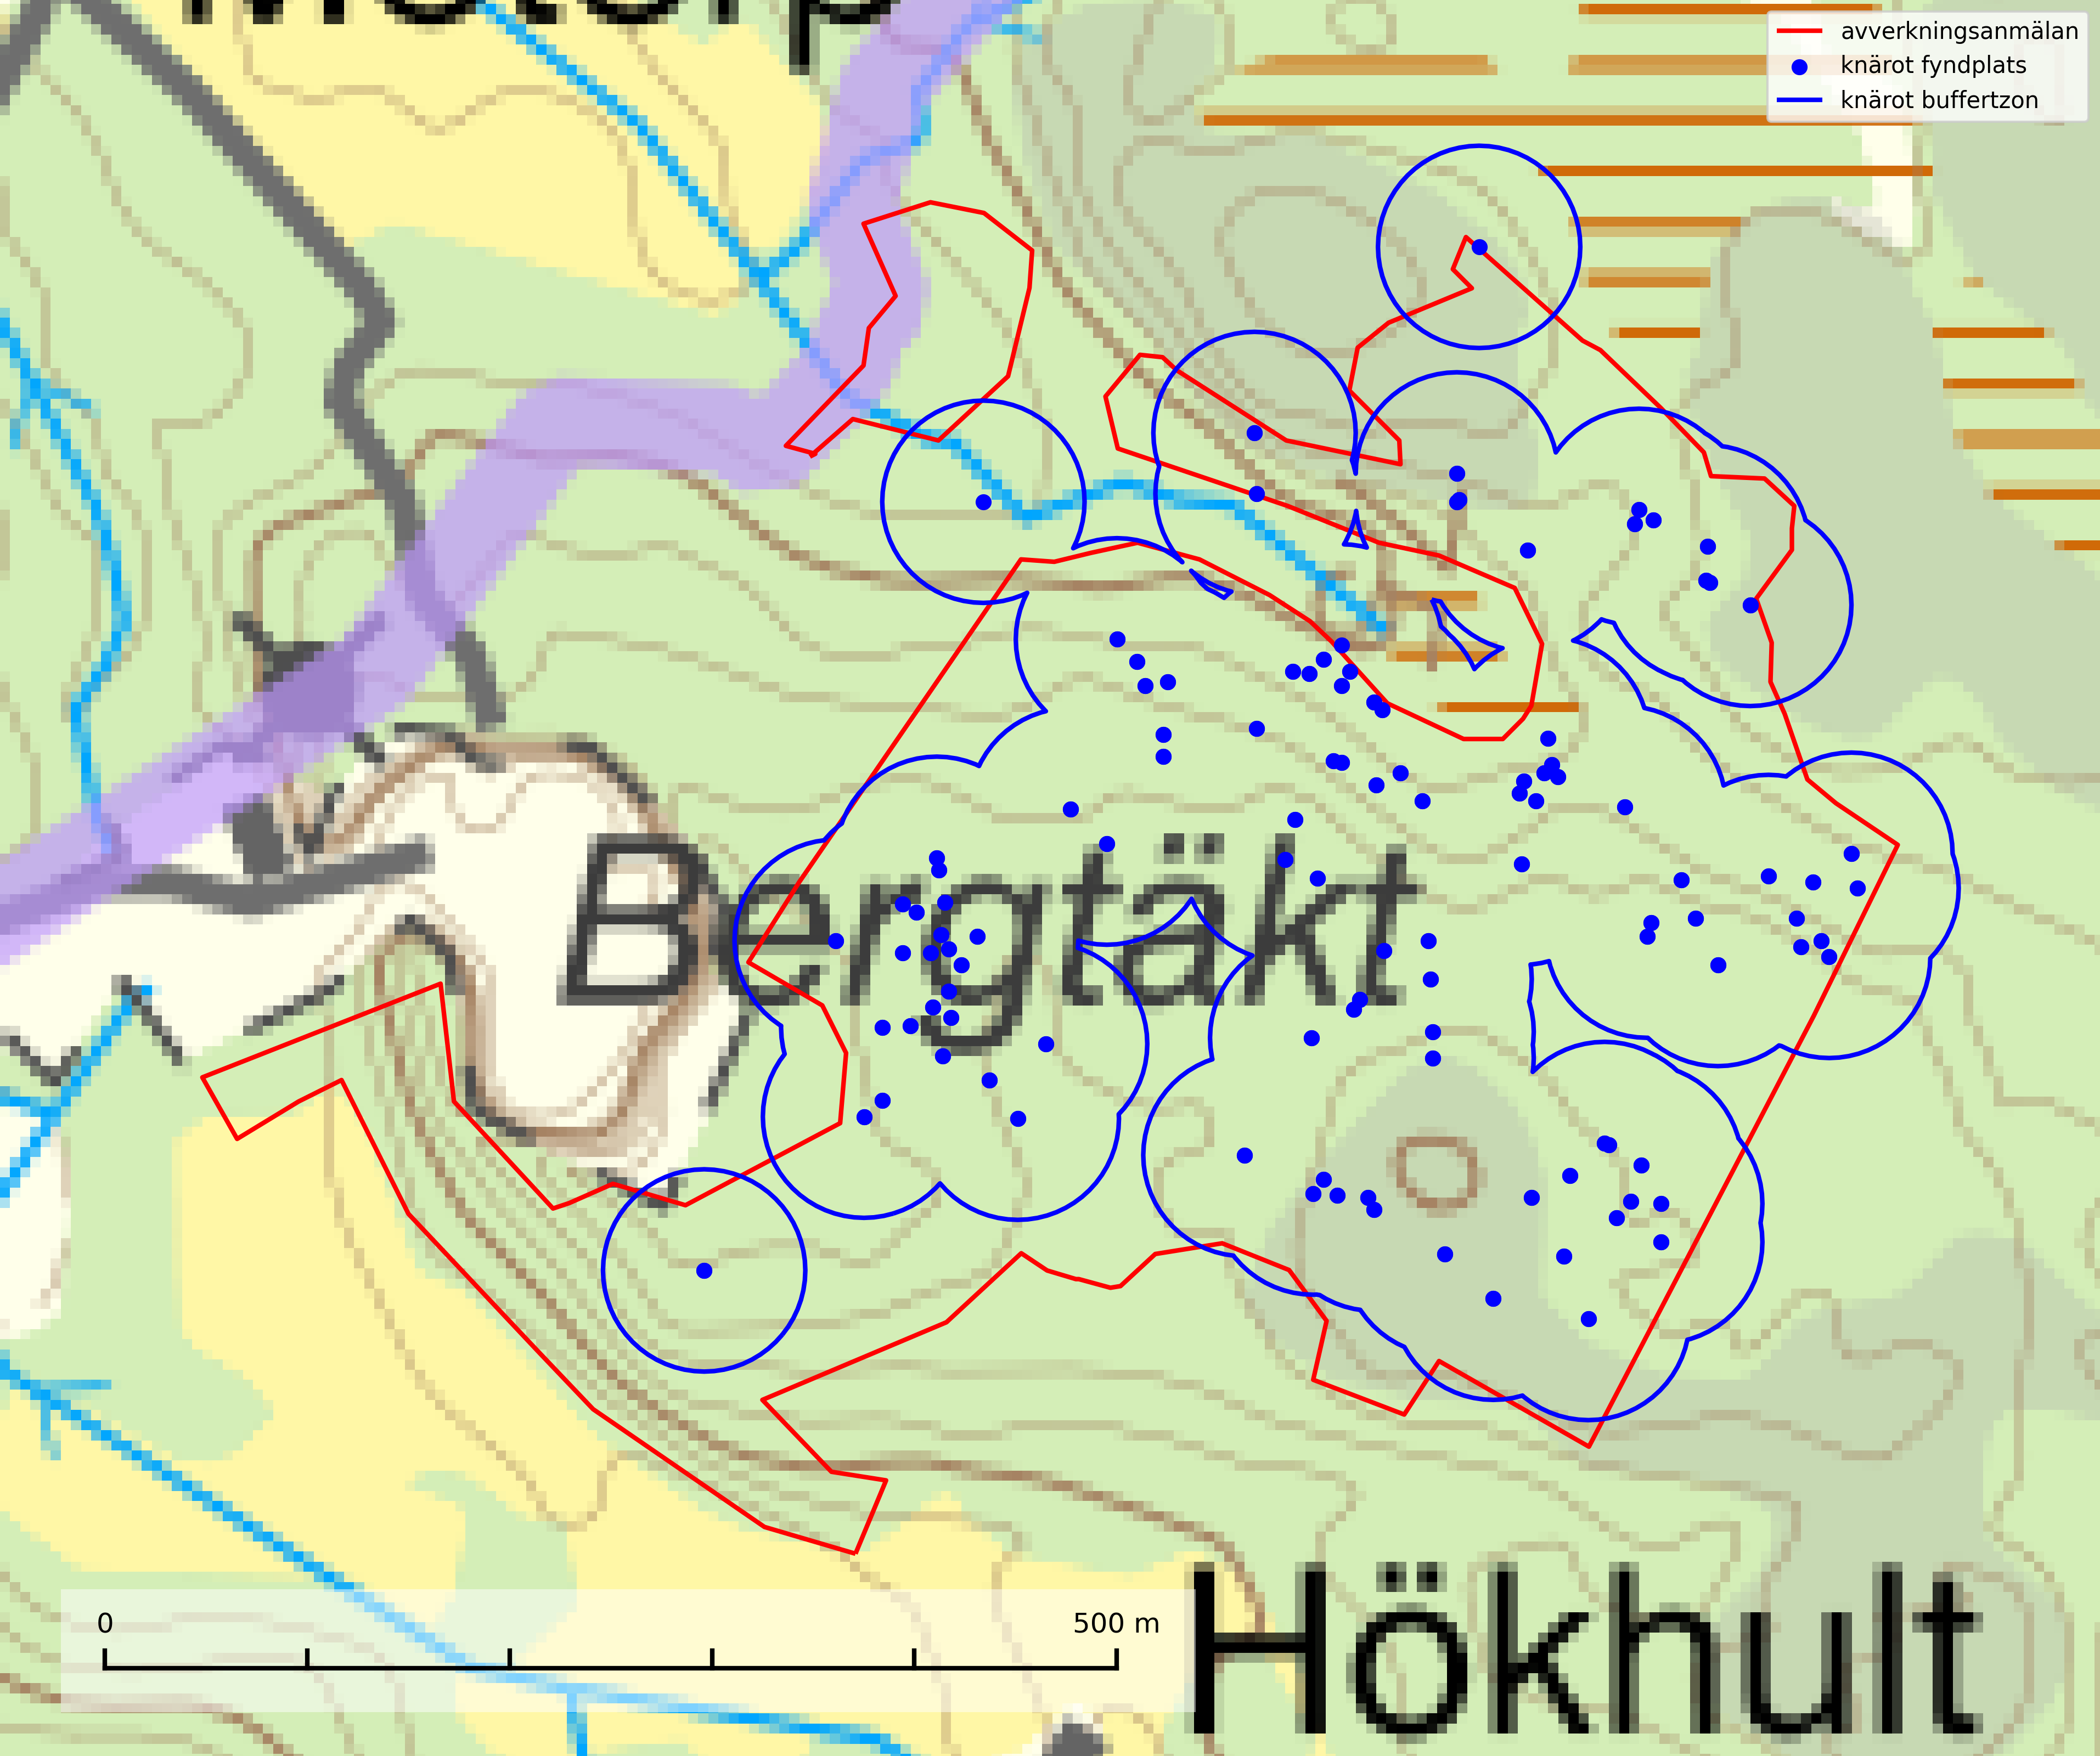 avverkningsanmälan
knärot fyndplats
knärot buffertzon
Bergtäkt
0 500 m
Hökhult